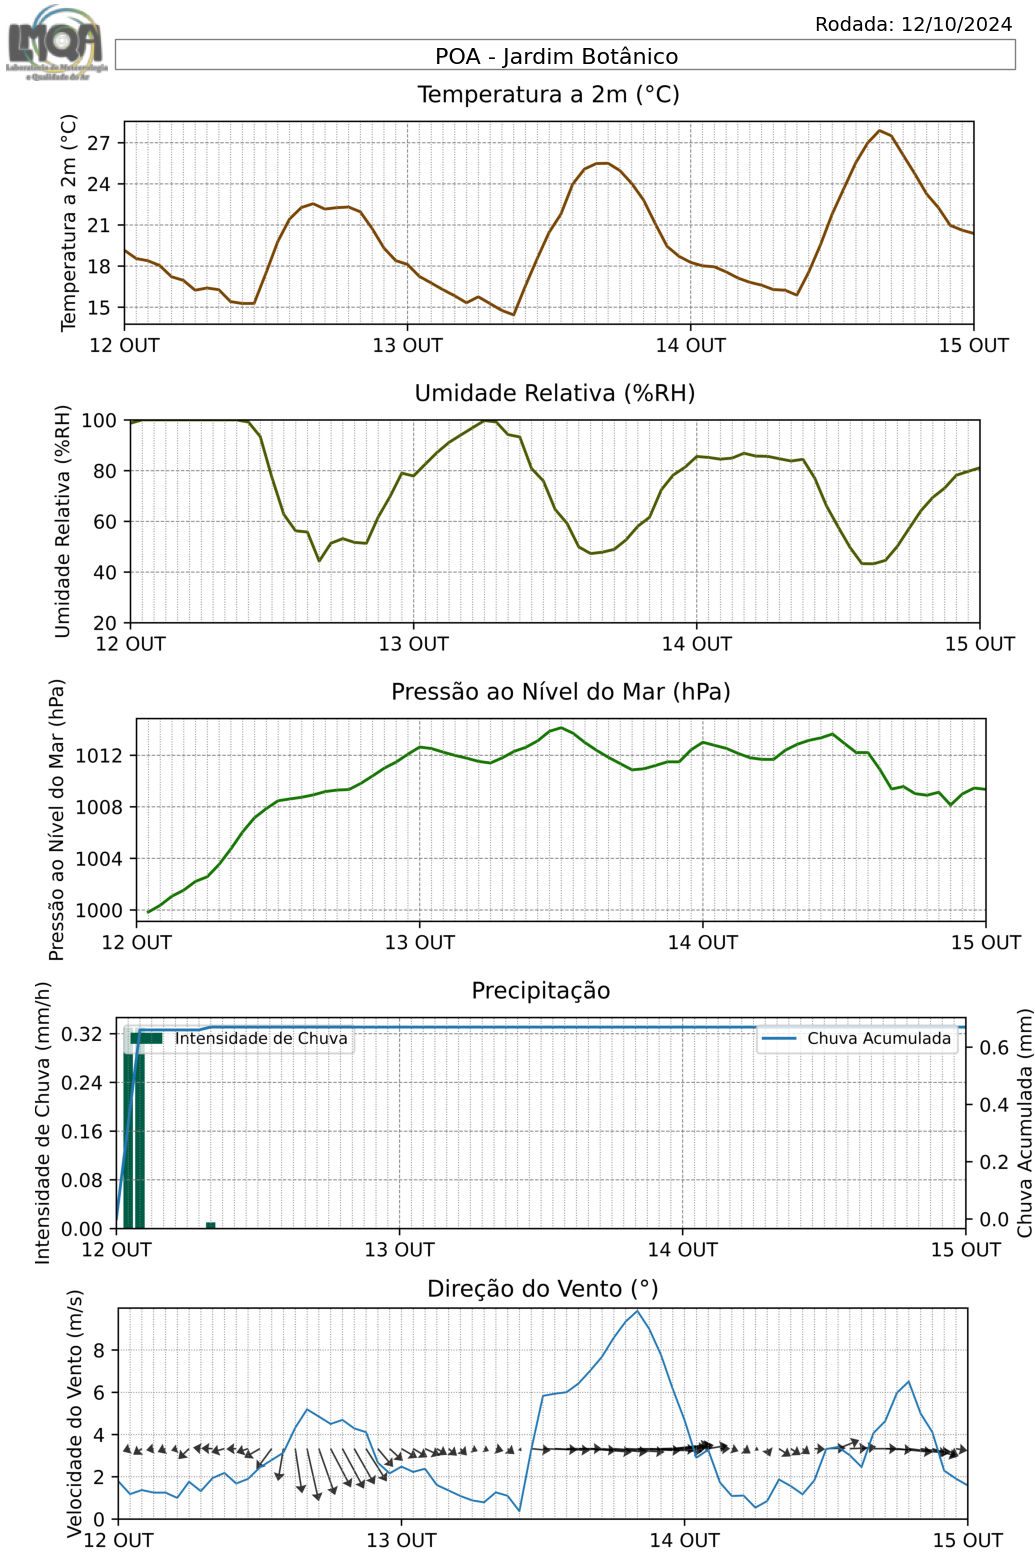 LMQA
Laboratório de Meteorologia
e Qualidade do Ar
Rodada: 12/10/2024
POA - Jardim Botânico
Temperatura a 2m (°C)
Temperatura a 2m (°C)
27
24
21
18
15
12 OUT 13 OUT 14 OUT 15 OUT
Umidade Relativa (%RH)
Umidade Relativa (%RH)
100
80
60
40
20
12 OUT 13 OUT 14 OUT 15 OUT
Pressão ao Nível do Mar (hPa)
Pressão ao Nível do Mar (hPa)
1012
1008
1004
1000
12 OUT 13 OUT 14 OUT 15 OUT
Precipitação
Intensidade de Chuva (mm/h)
0.32
0.24
0.16
0.08
0.00
Intensidade de Chuva
Chuva Acumulada
0.6
0.4
0.2
0.0
Chuva Acumulada (mm)
12 OUT 13 OUT 14 OUT 15 OUT
Direção do Vento (°)
Velocidade do Vento (m/s)
8
6
4
2
0
12 OUT 13 OUT 14 OUT 15 OUT